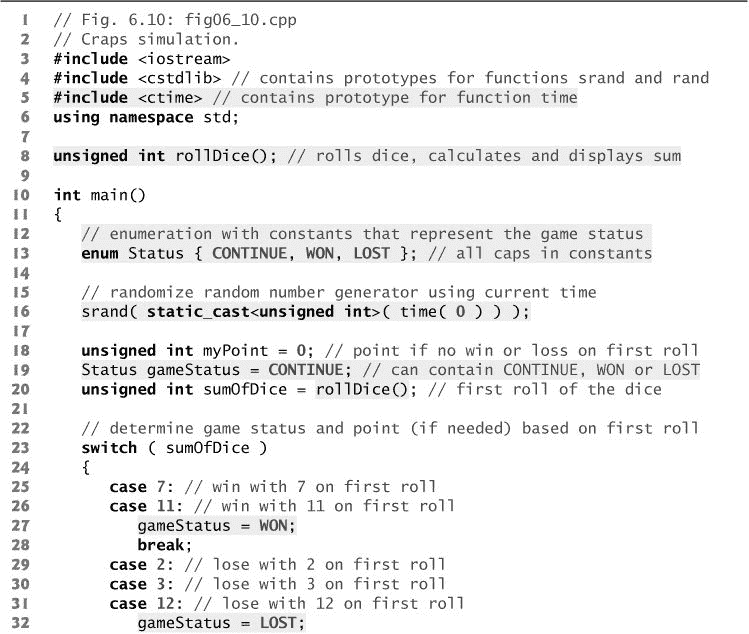 1 // Fig. 6.10: fig06_10.cpp
2 // Craps simulation.
3 #include <iostream>
4 #include <cstdlib> // contains prototypes for functions srand and rand
5 #include <ctime> // contains prototype for function time
6 using namespace std;
7
8 unsigned int rollDice(); // rolls dice, calculates and displays sum
9
10 int main()
11 {
12 // enumeration with constants that represent the game status
13 enum Status { CONTINUE, WON, LOST }; // all caps in constants
14
15 // randomize random number generator using current time
16 srand( static_cast<unsigned int>( time( 0 ) ) );
17
18 unsigned int myPoint = 0; // point if no win or loss on first roll
19 Status gameStatus = CONTINUE; // can contain CONTINUE, WON or LOST
20 unsigned int sumOfDice = rollDice(); // first roll of the dice
21
22 // determine game status and point (if needed) based on first roll
23 switch ( sumOfDice )
24 {
25 case 7: // win with 7 on first roll
26 case 11: // win with 11 on first roll
27 gameStatus = WON;
28 break;
29 case 2: // lose with 2 on first roll
30 case 3: // lose with 3 on first roll
31 case 12: // lose with 12 on first roll
32 gameStatus = LOST;